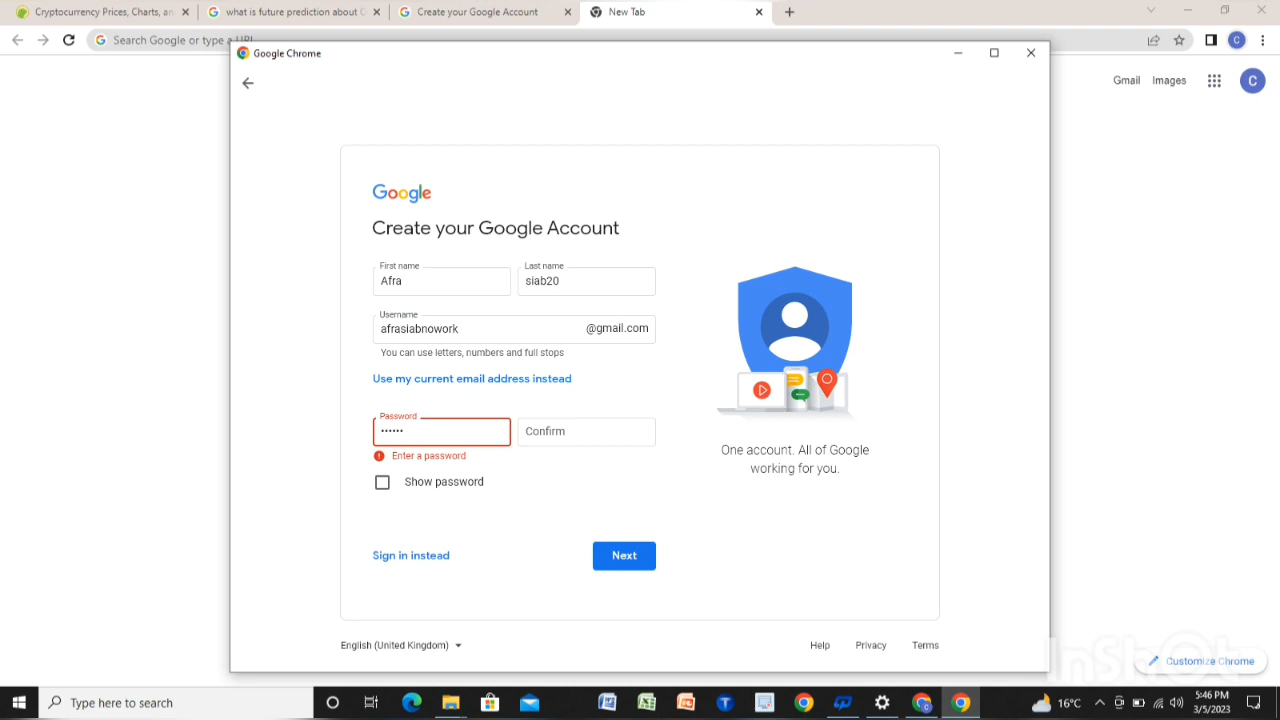 Cryptocurrency Prices, Charts, an
what is future prediction about C
Create your Google Account
New Tab
Search Google or type a URL
Google Chrome
Gmail
Images
C
C
Google
Create your Google Account
First name
Last name
Afra
siab20
Username
afrasiabnowork
@gmail.com
You can use letters, numbers and full stops
Use my current email address instead
Password
••••••
Confirm
Enter a password
Show password
One account. All of Google
working for you.
Sign in instead
Next
English (United Kingdom)
Help
Privacy
Terms
InShOt
Customize Chrome
Type here to search
16°C
5:46 PM
3/5/2023